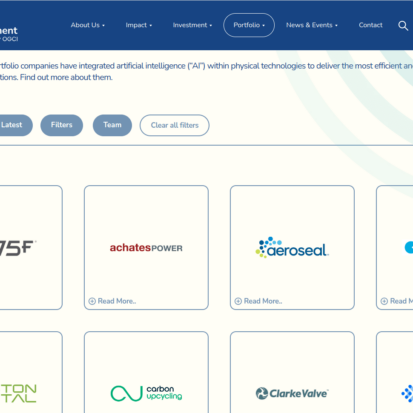 ment
OGCI
About Us
Impact
Investment
Portfolio
News & Events
Contact
rtfolio companies have integrated artificial intelligence ("AI") within physical technologies to deliver the most efficient an
tions. Find out more about them.
Latest
Filters
Team
Clear all filters
75F
achatesPOWER
aeroseal
Read More..
Read More..
Read M
TON
TAL
carbon
upcycling
ClarkeValve